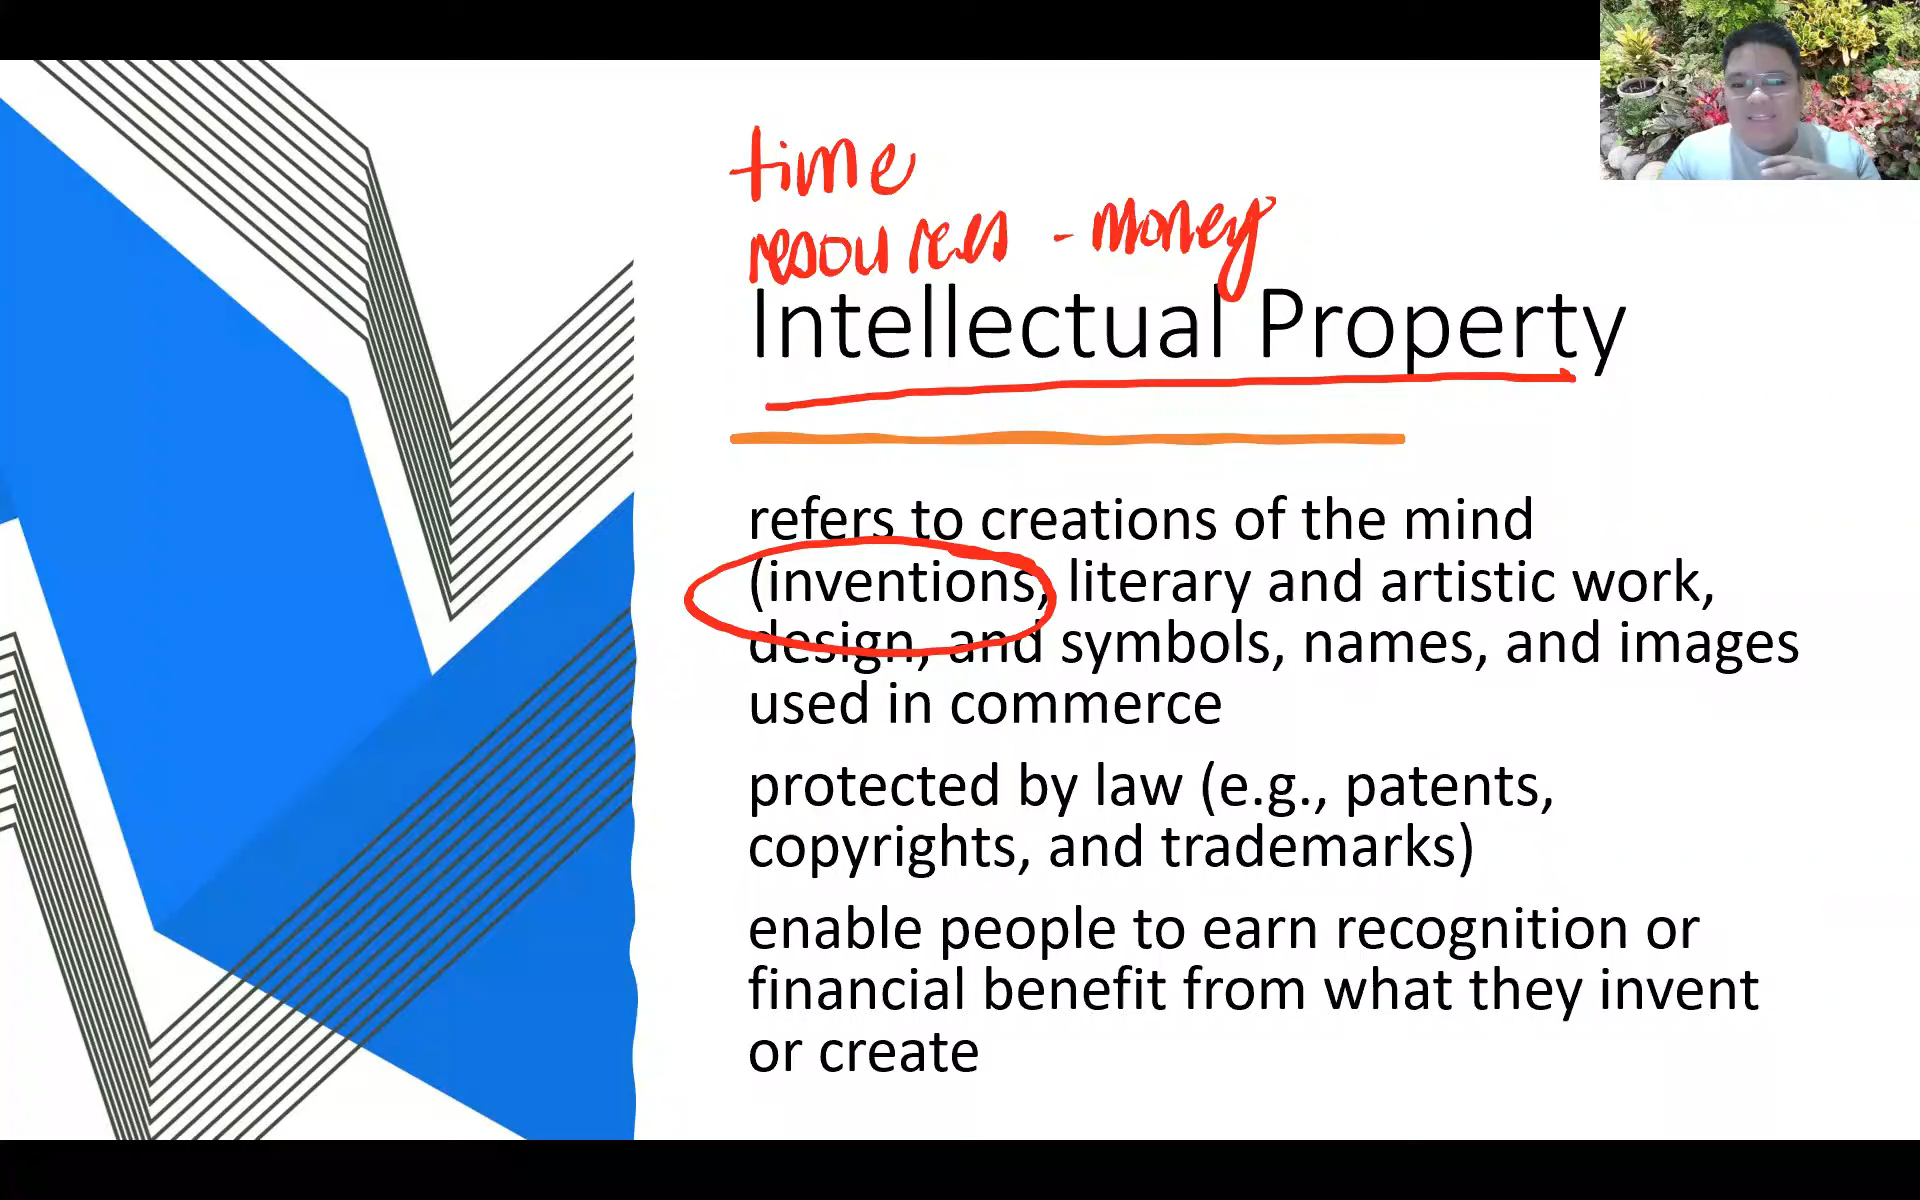 time
resources - money
Intellectual Property
refers to creations of the mind
(inventions, literary and artistic work,
design, and symbols, names, and images
used in commerce
protected by law (e.g., patents,
copyrights, and trademarks)
enable people to earn recognition or
financial benefit from what they invent
or create